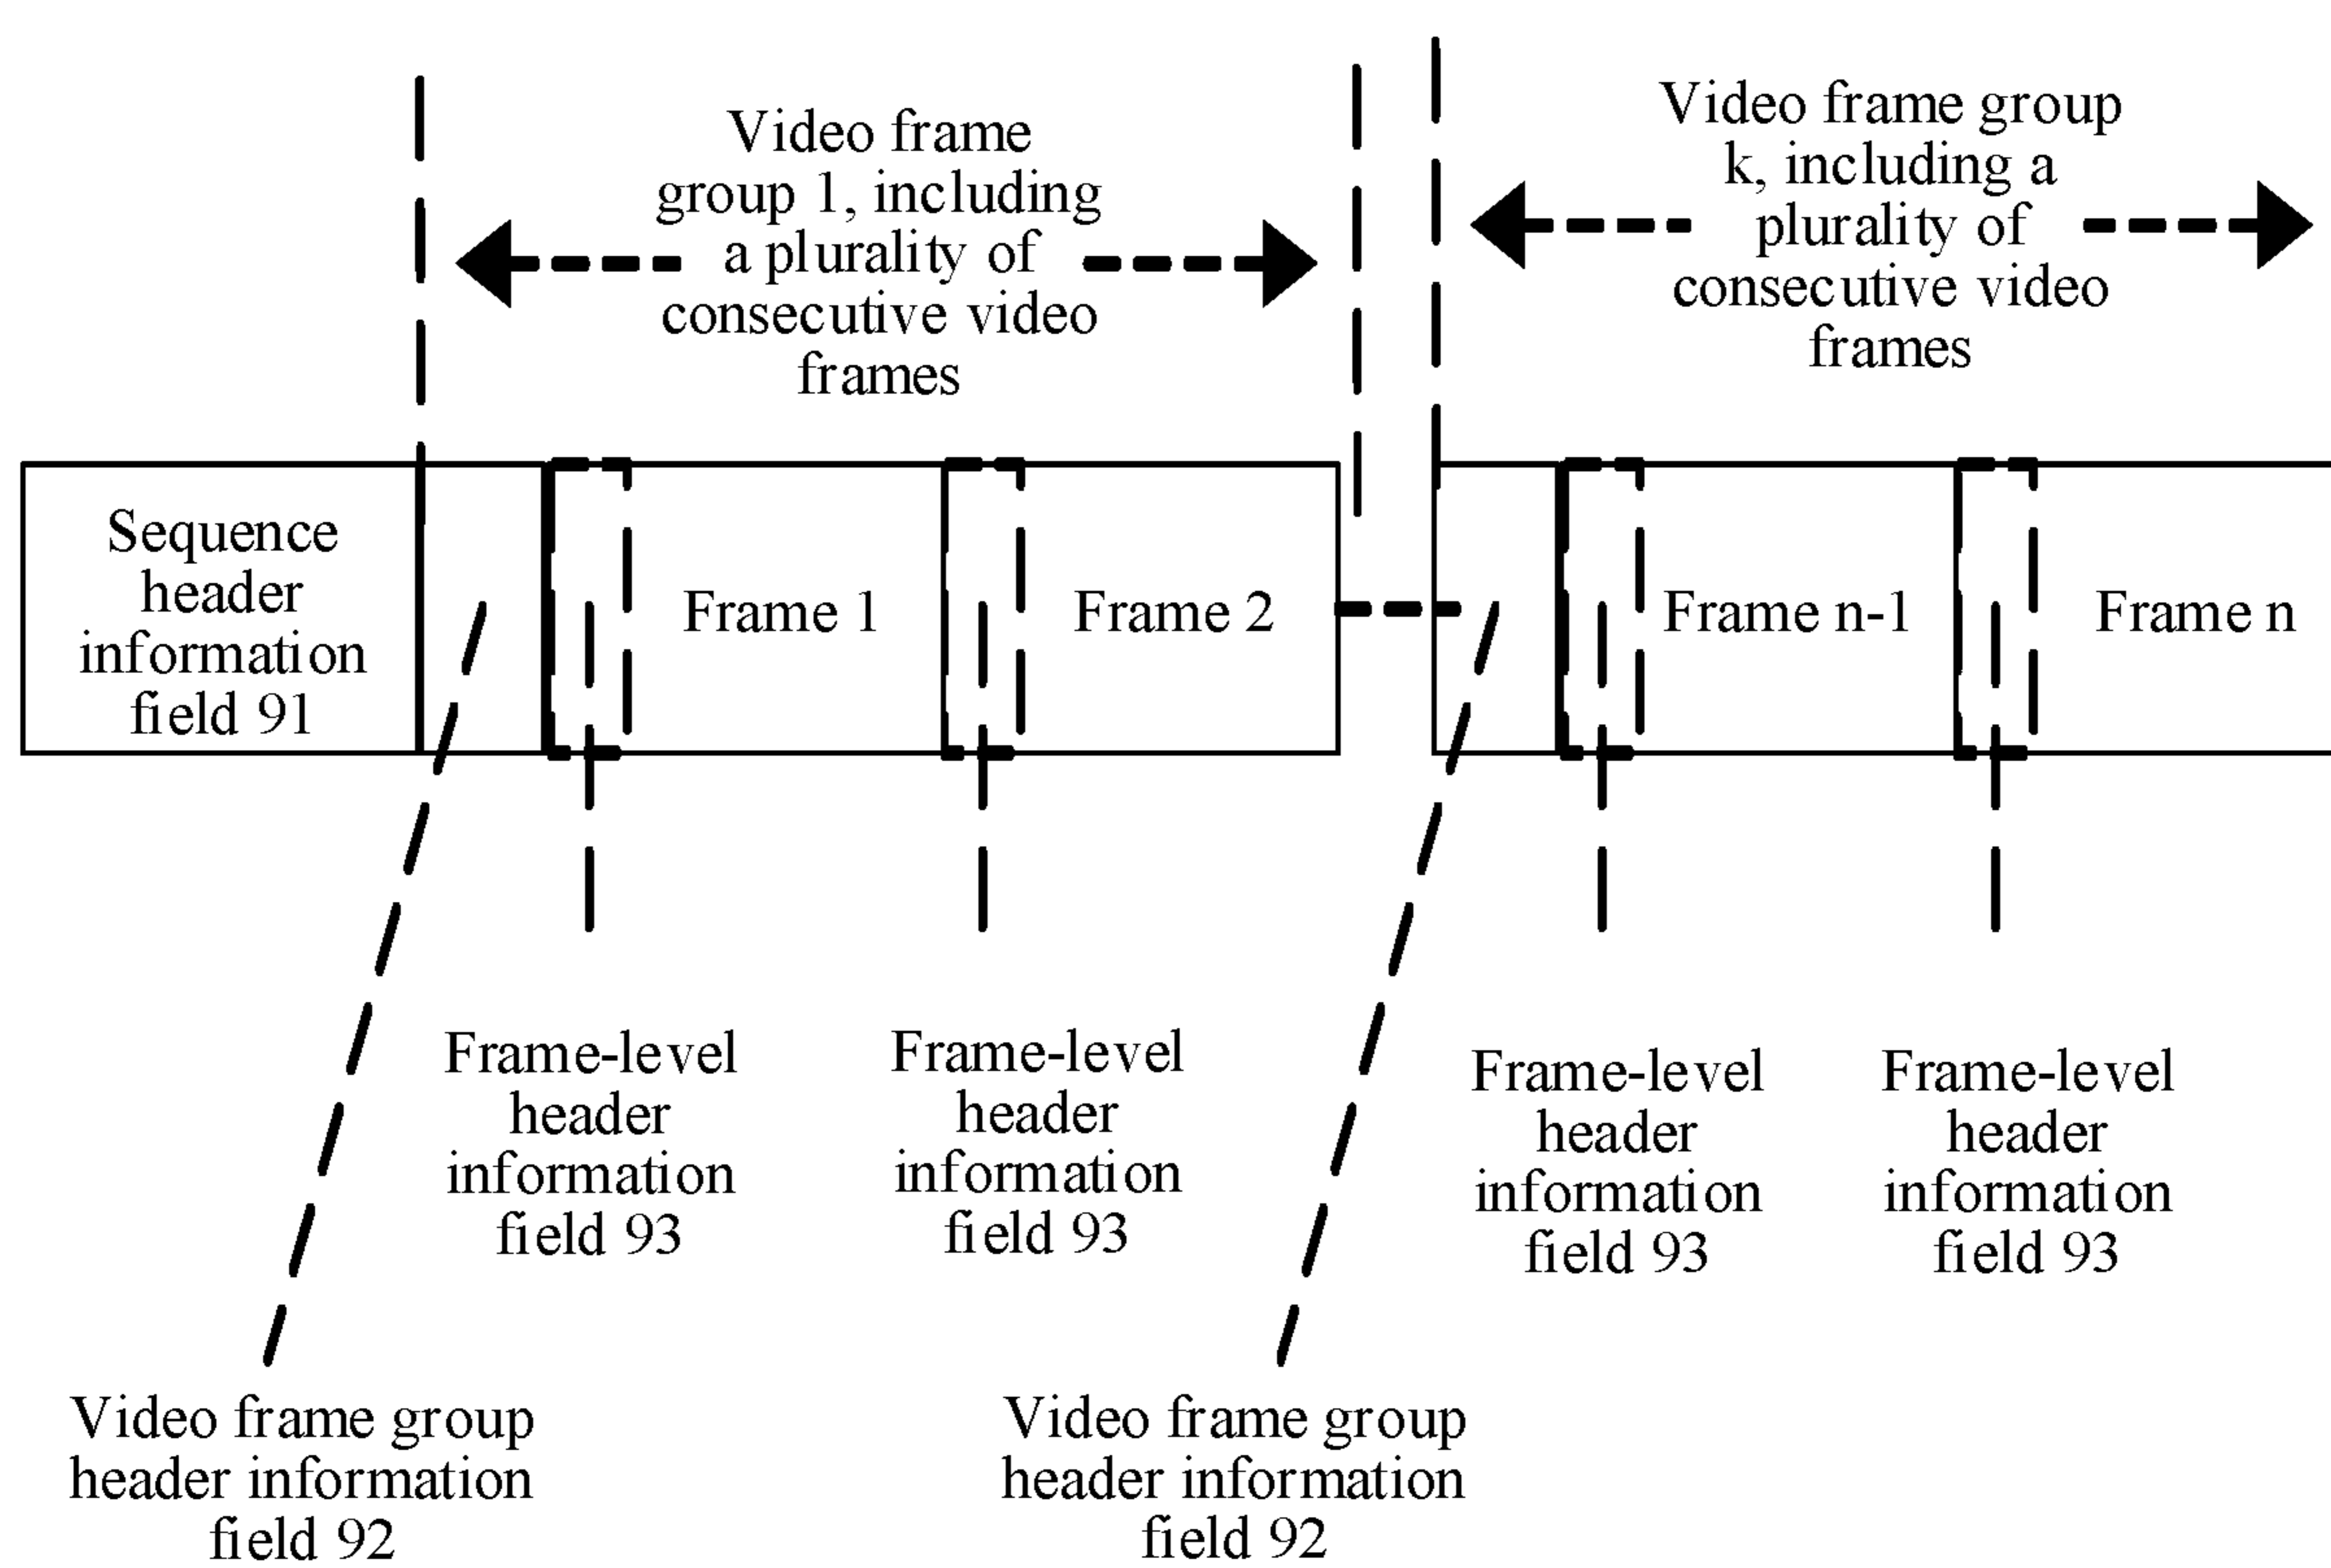 Video frame
group 1, including
a plurality of
consecutive video
frames
Video frame group
k, including a
plurality of
consecutive video
frames
Sequence
header
information
field 91
Frame 1
Frame 2
Frame n-1
Frame n
Frame-level
header
information
field 93
Frame-level
header
information
field 93
Frame-level
header
information
field 93
Frame-level
header
information
field 93
Video frame group
header information
field 92
Video frame group
header information
field 92